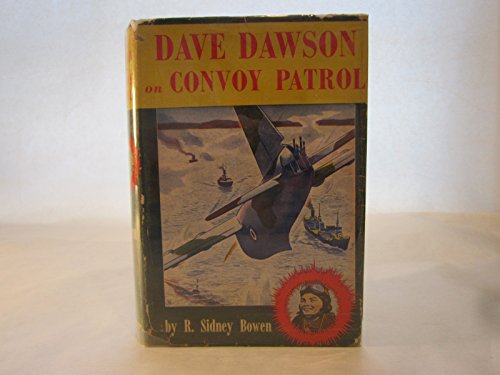 DAVE DAWSON
on CONVOY PATROL
by R. Sidney Bowen